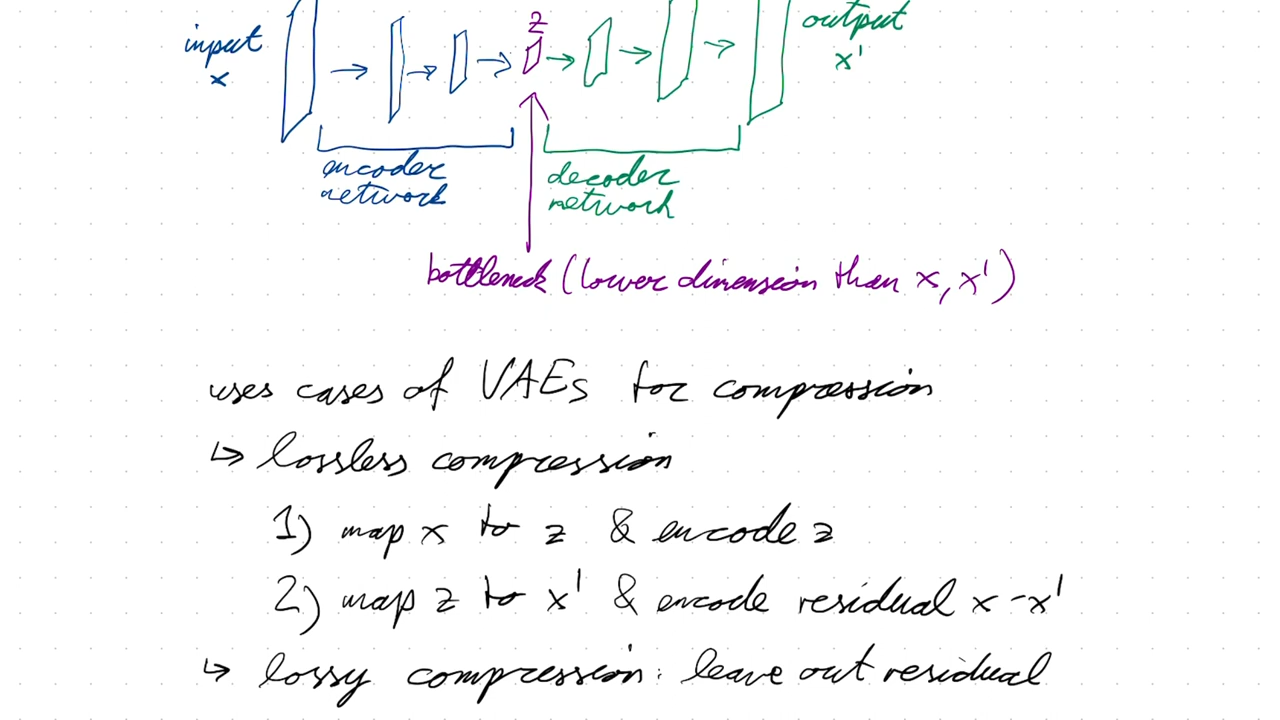 z
output
input
x'
x
encoder
network
decoder
network
bottleneck (lower dimension than x, x')
uses cases of VAEs for compression
↳ lossless compression
1) map x to z & encode z
2) map z to x' & encode residual x - x'
↳ lossy compression: leave out residual